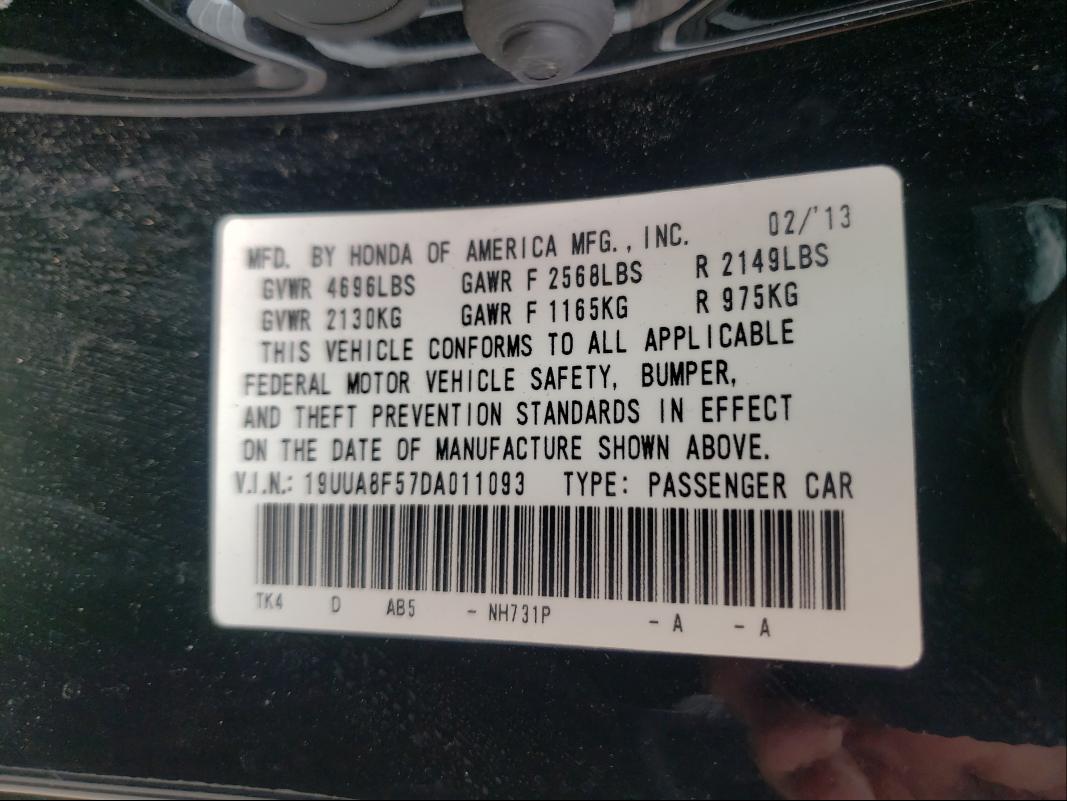 MFD. BY HONDA OF AMERICA MFG., INC. 02/'13
GVWR 4696LBS GAWR F 2568LBS R 2149LBS
GVWR 2130KG GAWR F 1165KG R 975KG
THIS VEHICLE CONFORMS TO ALL APPLICABLE
FEDERAL MOTOR VEHICLE SAFETY, BUMPER,
AND THEFT PREVENTION STANDARDS IN EFFECT
ON THE DATE OF MANUFACTURE SHOWN ABOVE.
V.I.N.: 19UUA8F57DA011093 TYPE: PASSENGER CAR
TK4 D AB5 - NH731P - A - A